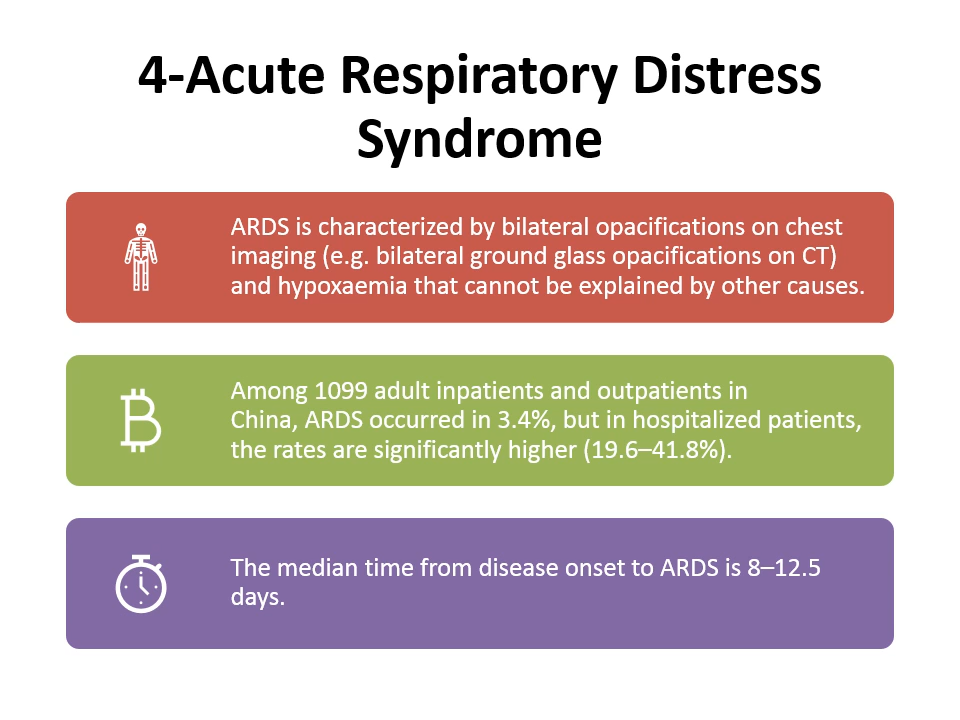 4-Acute Respiratory Distress
Syndrome
ARDS is characterized by bilateral opacifications on chest
imaging (e.g. bilateral ground glass opacifications on CT)
and hypoxaemia that cannot be explained by other causes.
Among 1099 adult inpatients and outpatients in
China, ARDS occurred in 3.4%, but in hospitalized patients,
the rates are significantly higher (19.6–41.8%).
The median time from disease onset to ARDS is 8–12.5
days.